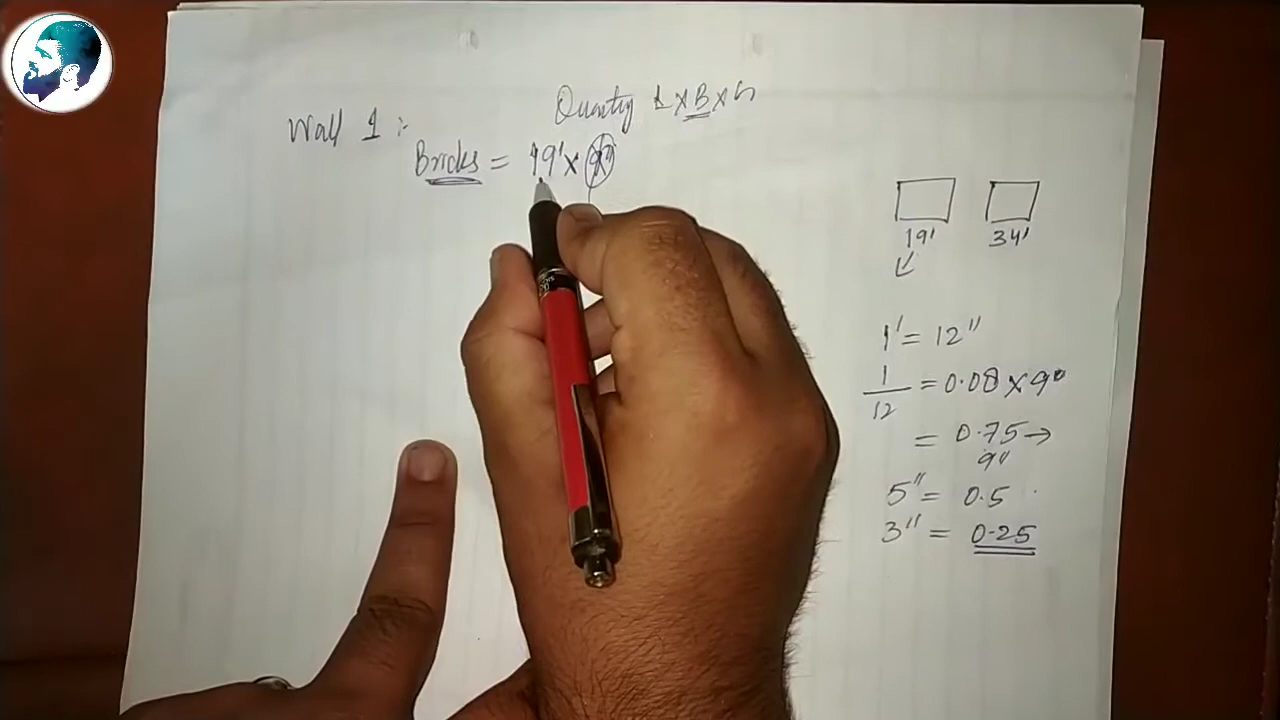 Quantity L x B x H
Wall 1 :-
Bricks = 19' x 9"
19' 34'
1' = 12"
1/12 = 0.08 x 9"
= 0.75 →
9"
5" = 0.5
3" = 0.25